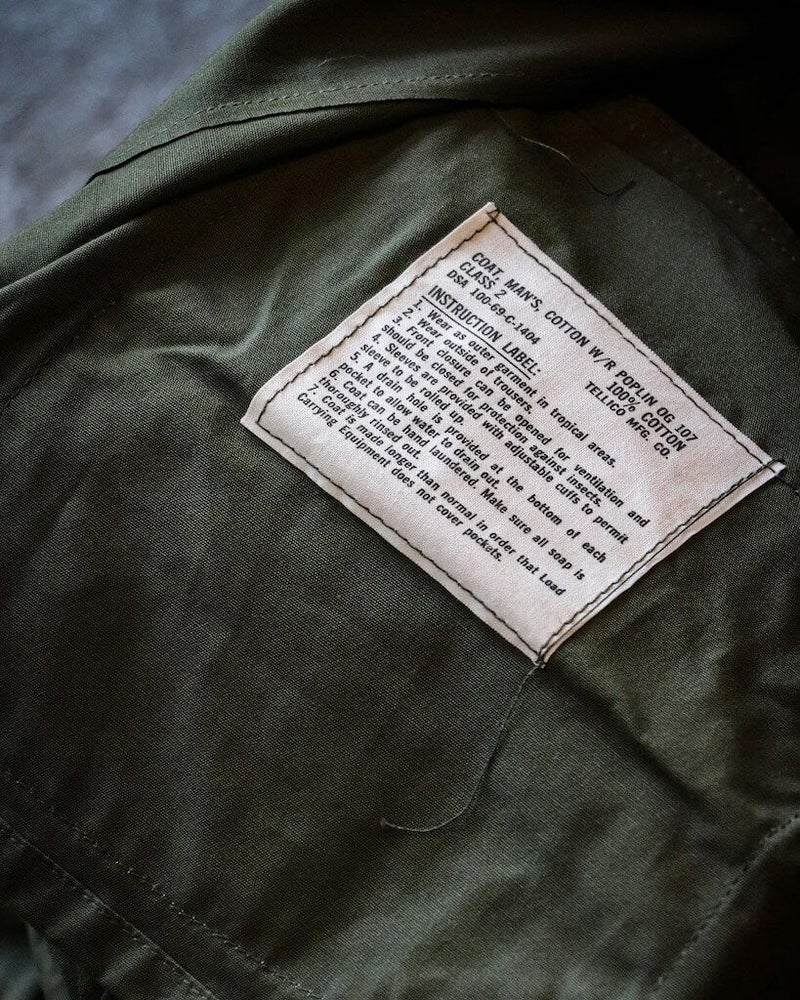 COAT, MAN'S, COTTON W/R POPLIN OG 107
CLASS 2 100% COTTON
DSA 100-69-C-1404 TELLICO MFG. CO.
INSTRUCTION LABEL:
1. Wear as outer garment in tropical areas.
2. Wear outside of trousers.
3. Front closure can be opened for ventilation and
should be closed for protection against insects.
4. Sleeves are provided with adjustable cuffs to permit
sleeve to be rolled up.
5. A drain hole is provided at the bottom of each
pocket to allow water to drain out.
6. Coat can be hand laundered. Make sure all soap is
thoroughly rinsed out.
7. Coat is made longer than normal in order that Load
Carrying Equipment does not cover pockets.